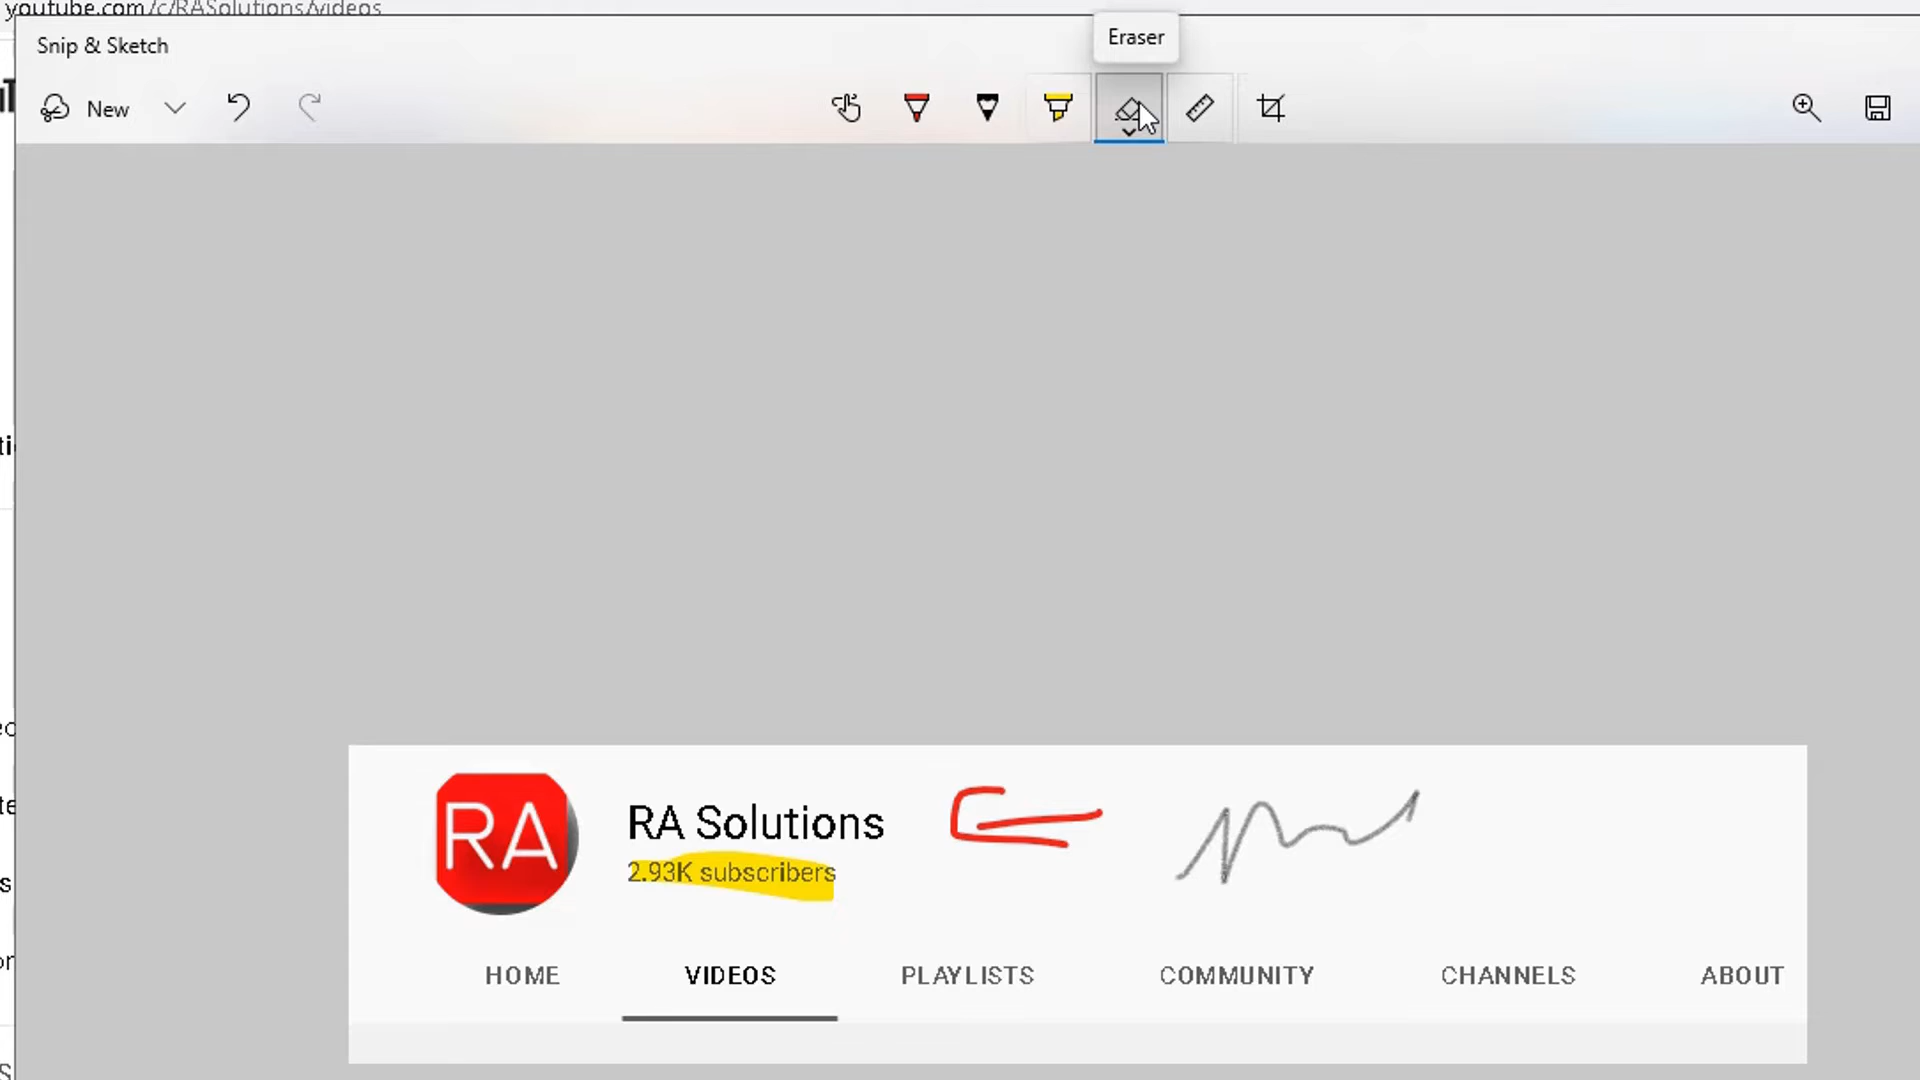 youtube.com/c/RASolutions/videos
Snip & Sketch
Eraser
New
RA
RA Solutions
2.93K subscribers
HOME VIDEOS PLAYLISTS COMMUNITY CHANNELS ABOUT